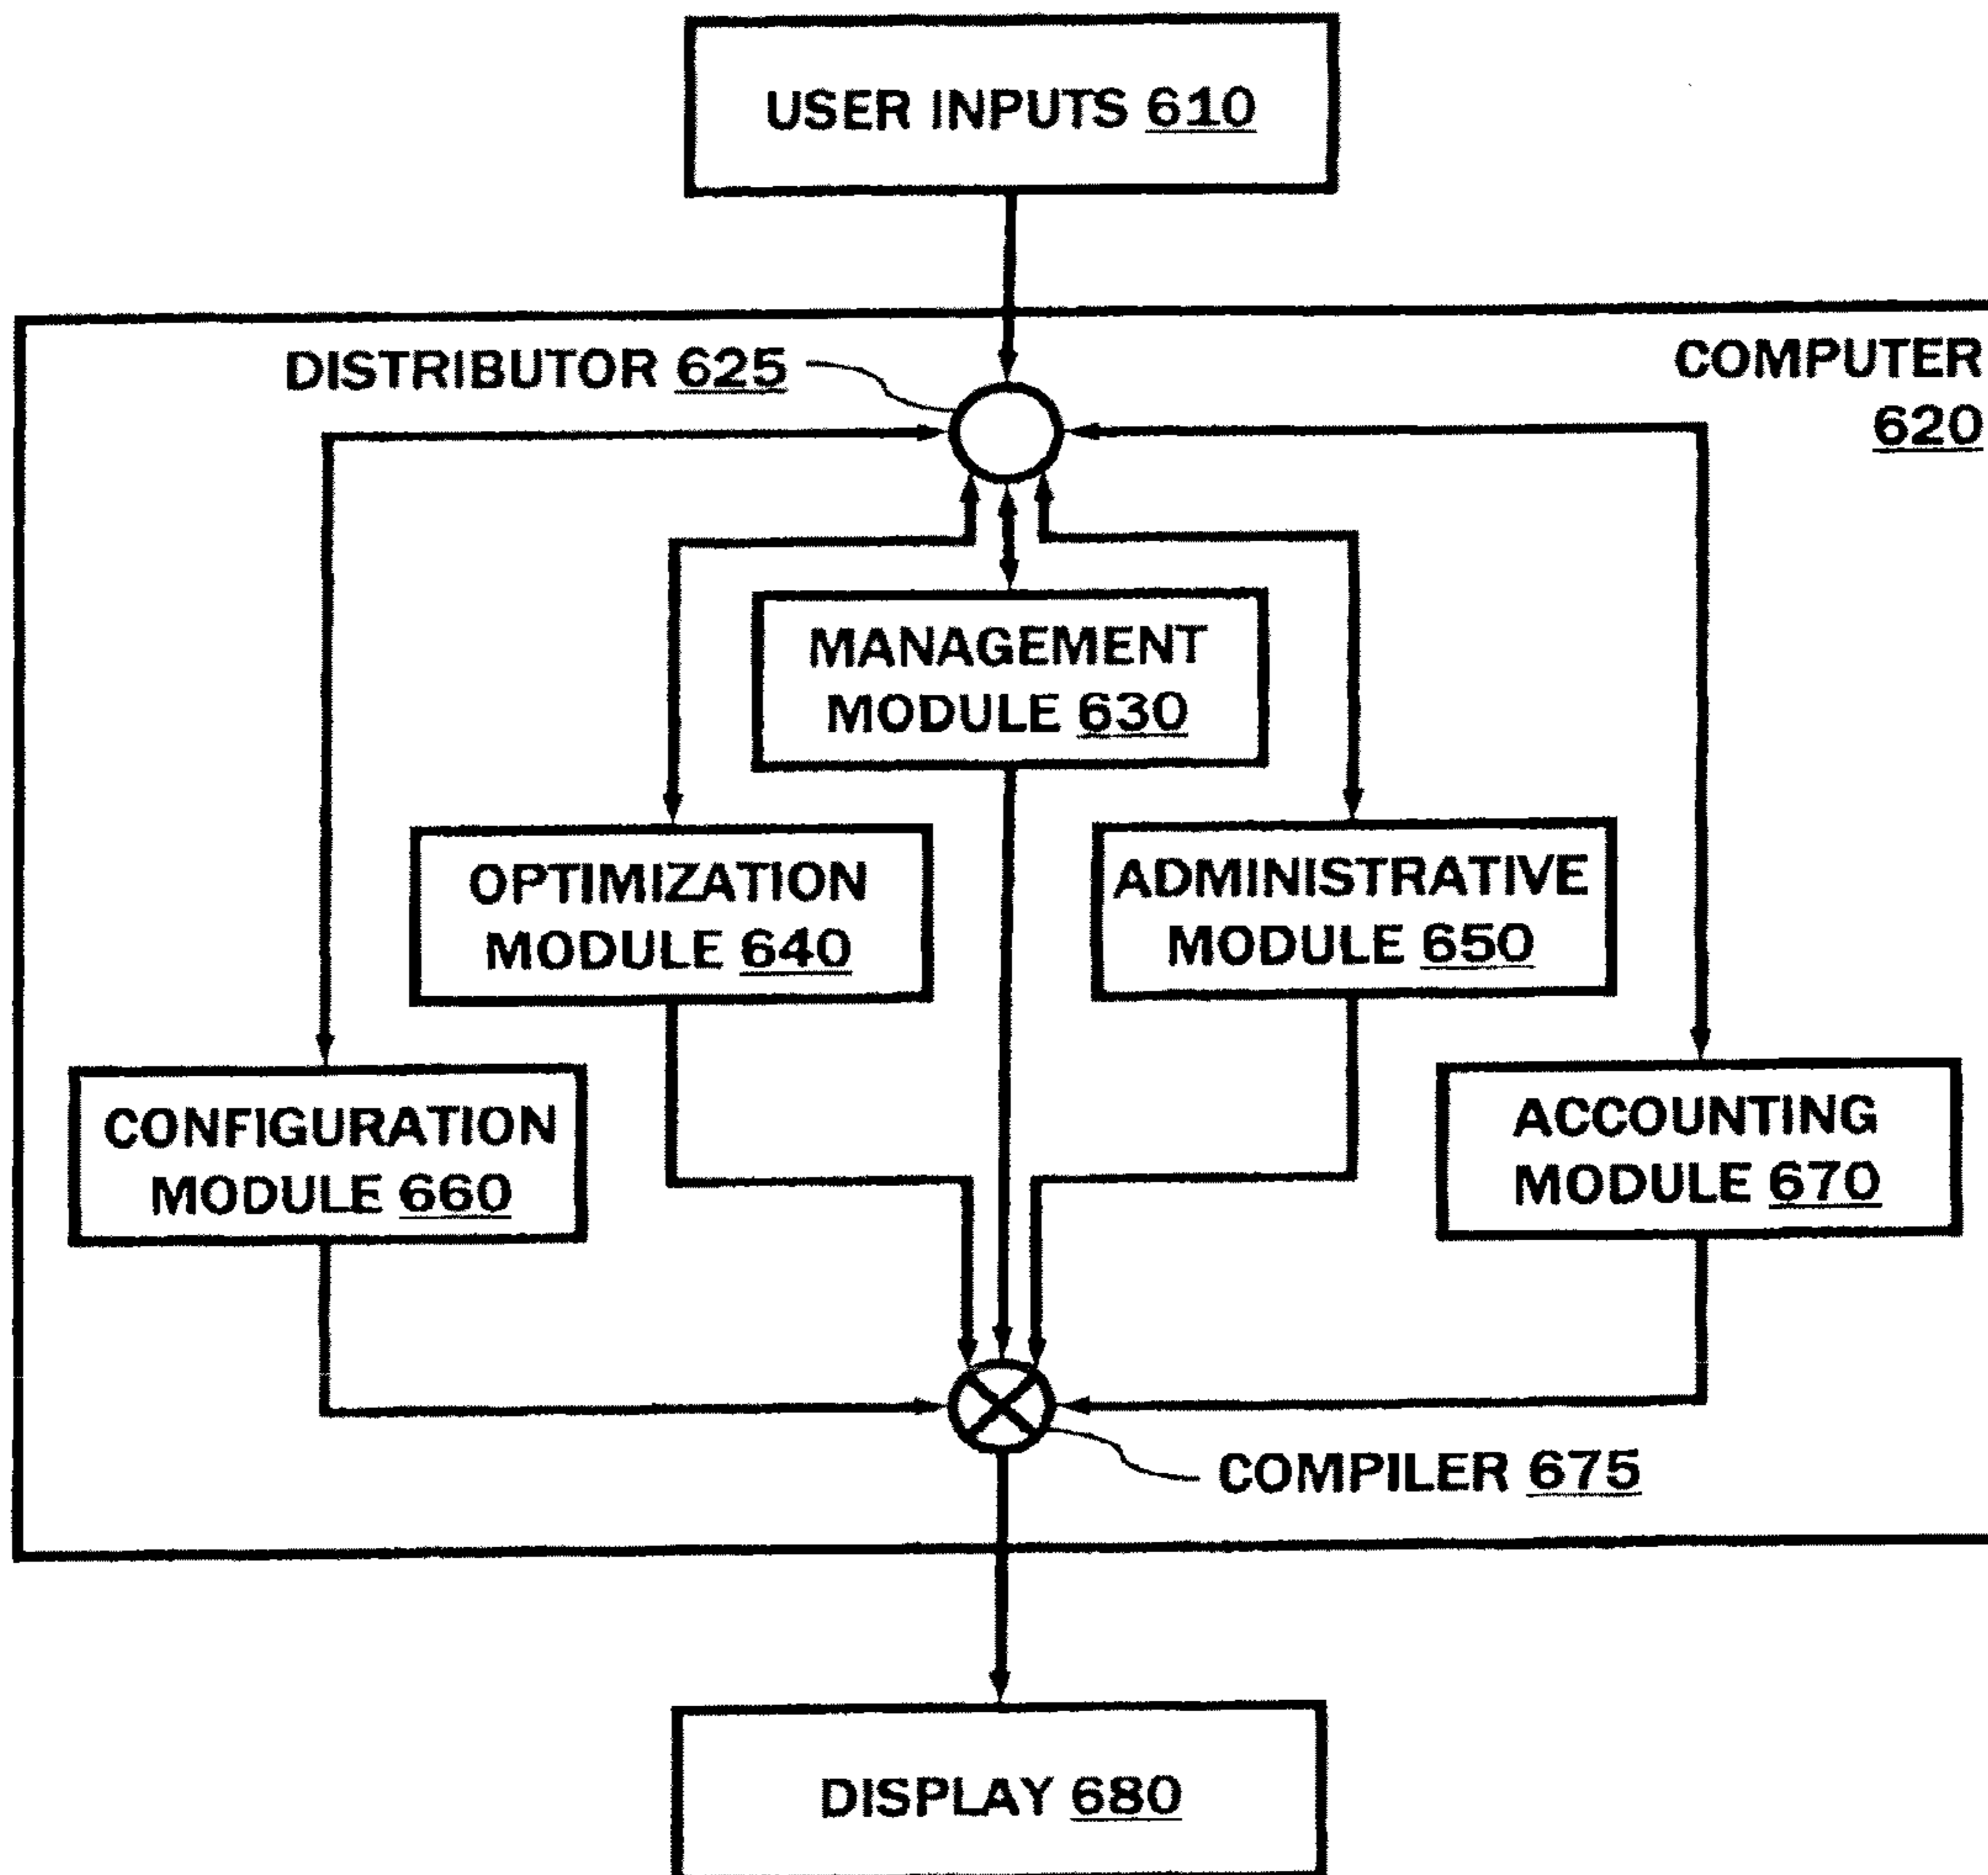 USER INPUTS 610
DISTRIBUTOR 625
COMPUTER
620
MANAGEMENT
MODULE 630
OPTIMIZATION
MODULE 640
ADMINISTRATIVE
MODULE 650
CONFIGURATION
MODULE 660
ACCOUNTING
MODULE 670
COMPILER 675
DISPLAY 680